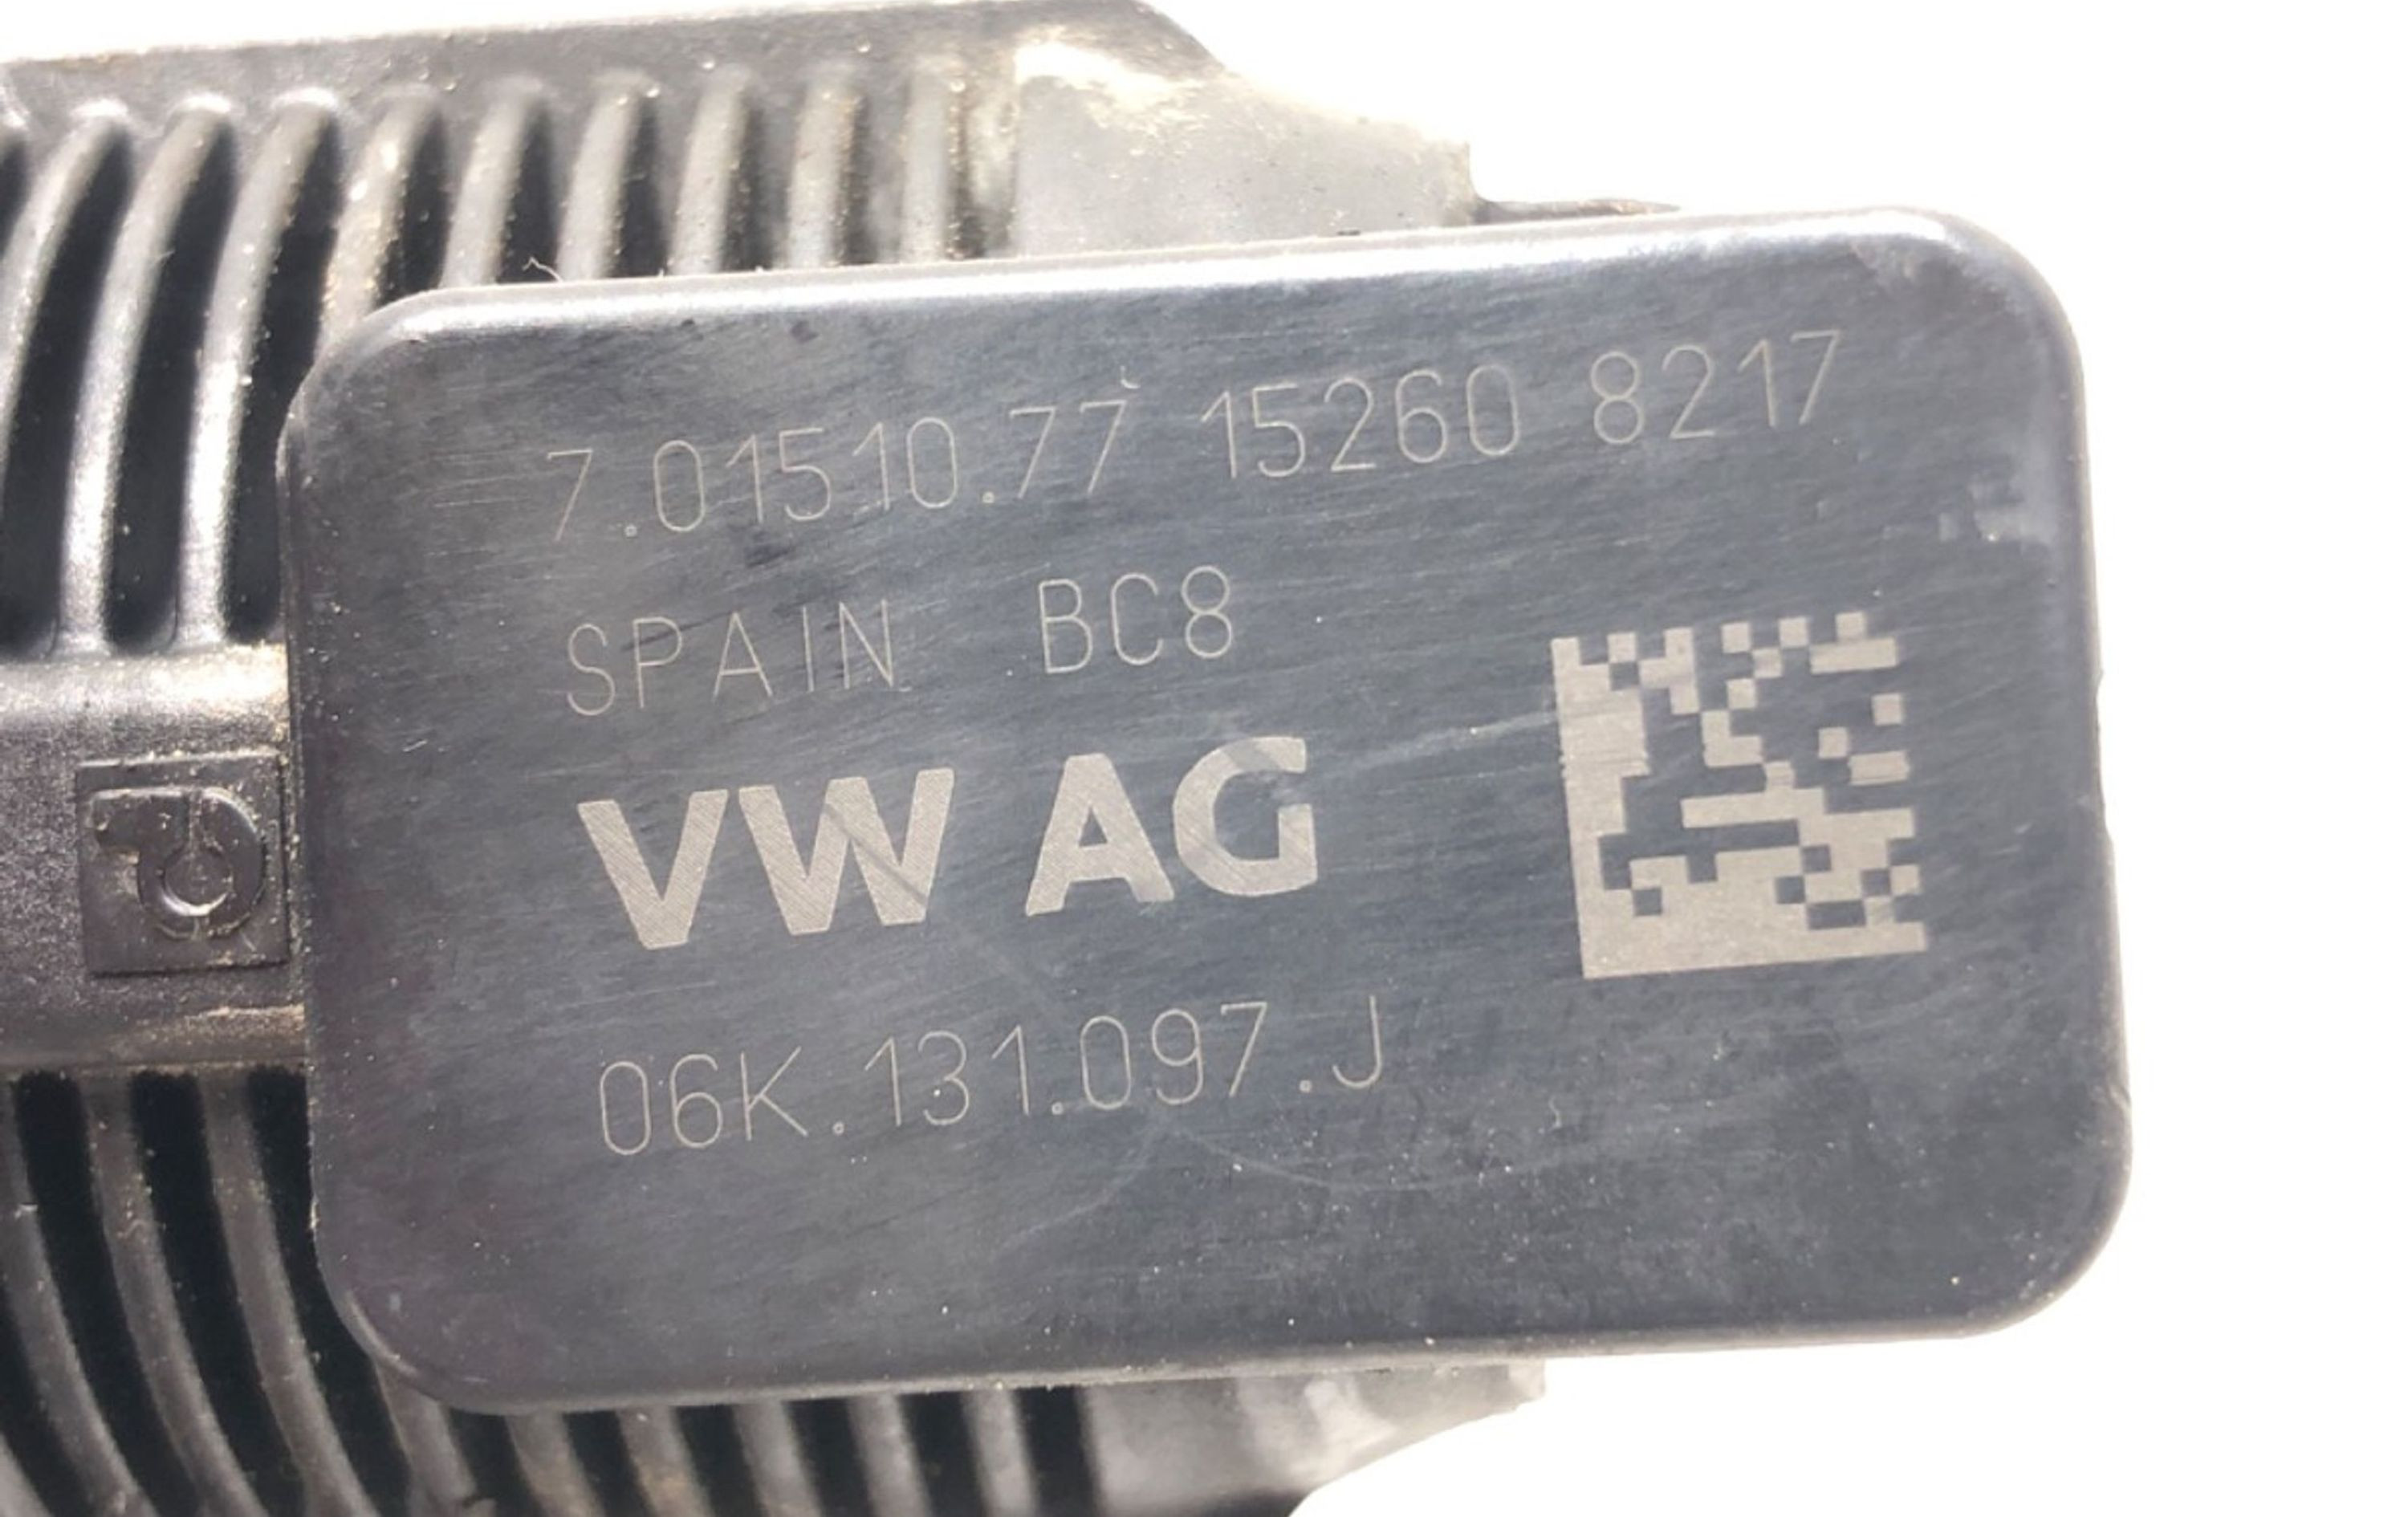 7.01510.77 15260 8217
SPAIN BC8
VW AG
06K.131.097.J